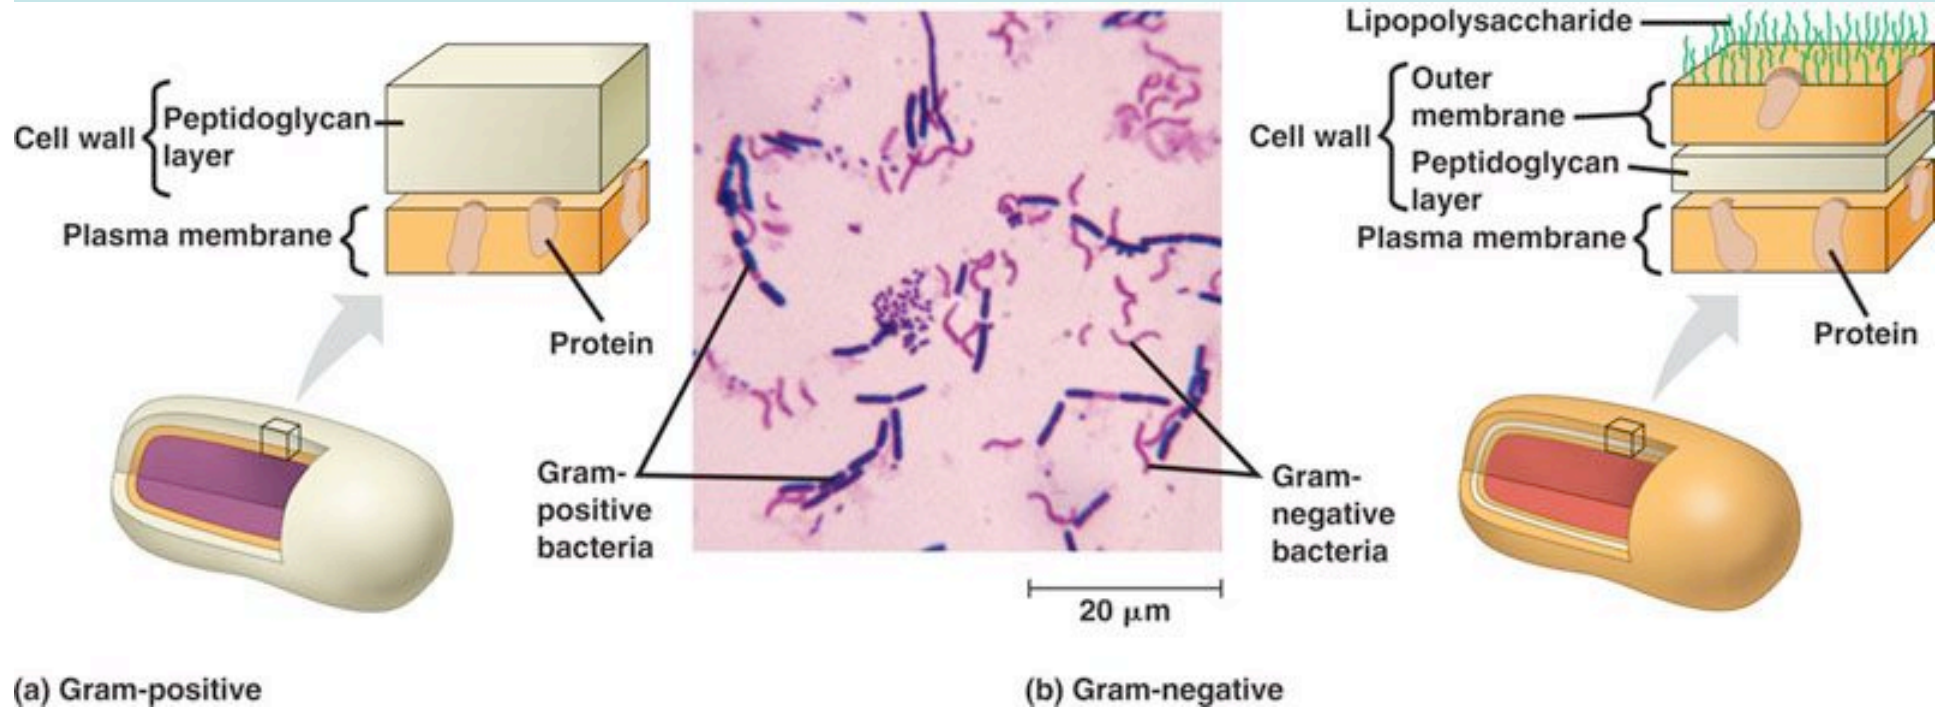 Cell wall
Peptidoglycan
layer
Plasma membrane
Protein
Gram-
positive
bacteria
(a) Gram-positive
Lipopolysaccharide
Cell wall
Outer
membrane
Peptidoglycan
layer
Plasma membrane
Protein
Gram-
negative
bacteria
20 μm
(b) Gram-negative